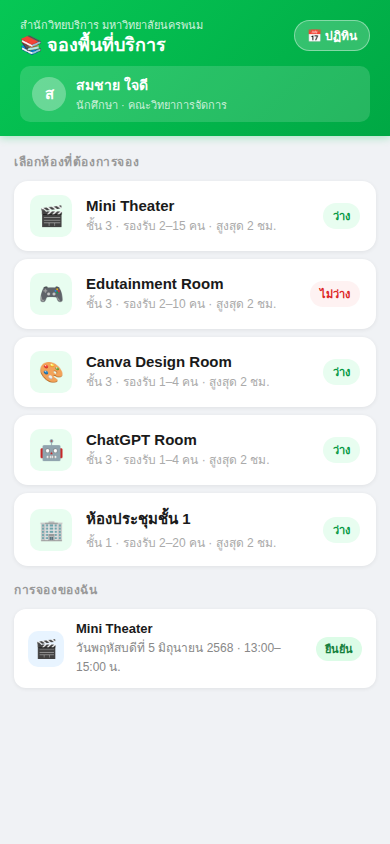 สำนักวิทยบริการ มหาวิทยาลัยนครพนม
📚 จองพื้นที่บริการ
📅 ปฏิทิน
ส
สมชาย ใจดี
นักศึกษา · คณะวิทยาการจัดการ
เลือกห้องที่ต้องการจอง
Mini Theater
ชั้น 3 · รองรับ 2–15 คน · สูงสุด 2 ชม.
ว่าง
Edutainment Room
ชั้น 3 · รองรับ 2–10 คน · สูงสุด 2 ชม.
ไม่ว่าง
Canva Design Room
ชั้น 3 · รองรับ 1–4 คน · สูงสุด 2 ชม.
ว่าง
ChatGPT Room
ชั้น 3 · รองรับ 1–4 คน · สูงสุด 2 ชม.
ว่าง
ห้องประชุมชั้น 1
ชั้น 1 · รองรับ 2–20 คน · สูงสุด 2 ชม.
ว่าง
การจองของฉัน
Mini Theater
วันพฤหัสบดีที่ 5 มิถุนายน 2568 · 13:00–
15:00 น.
ยืนยัน